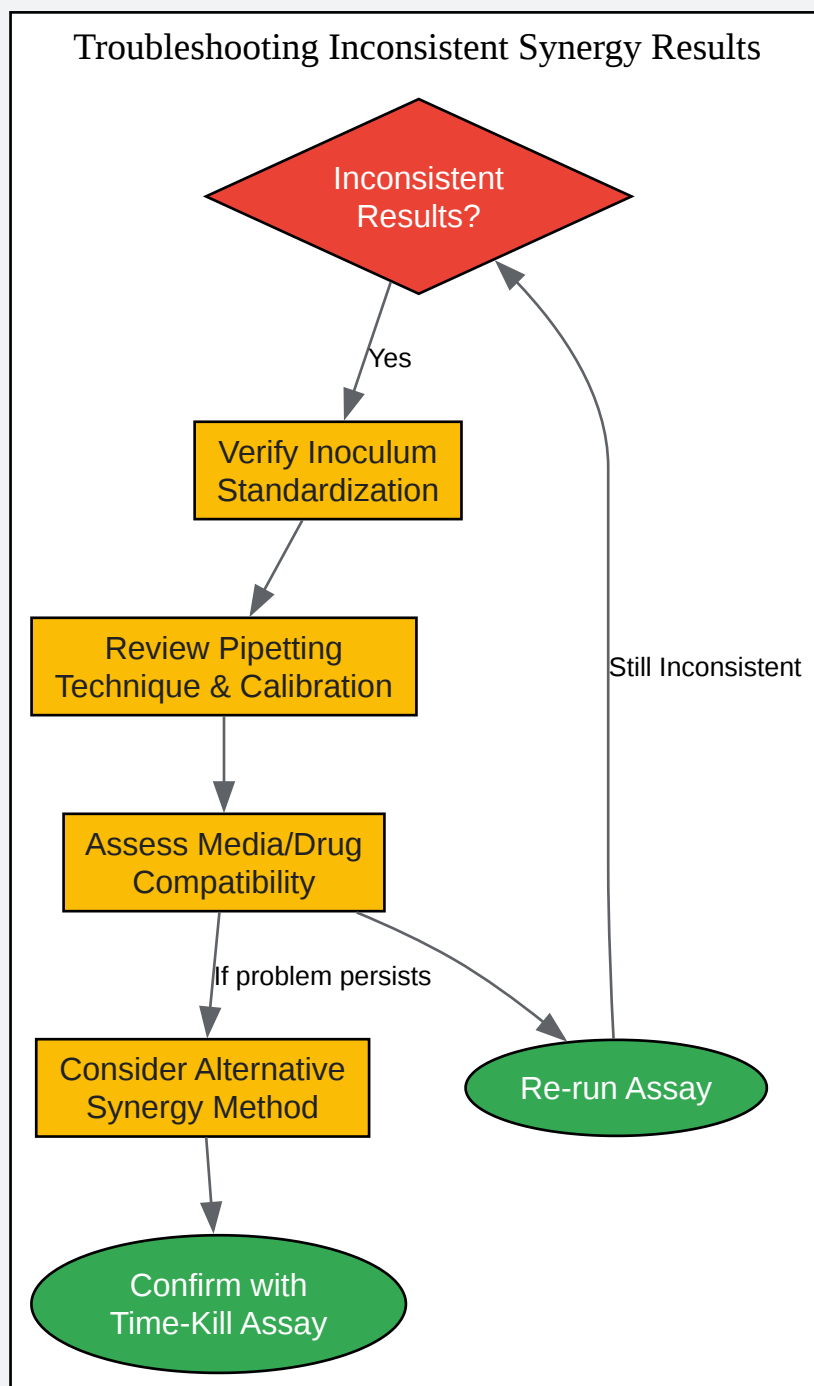 Troubleshooting Inconsistent Synergy Results
Inconsistent
Results?
Yes
Verify Inoculum
Standardization
Review Pipetting
Technique & Calibration
Still Inconsistent
Assess Media/Drug
Compatibility
If problem persists
Consider Alternative
Synergy Method
Re-run Assay
Confirm with
Time-Kill Assay